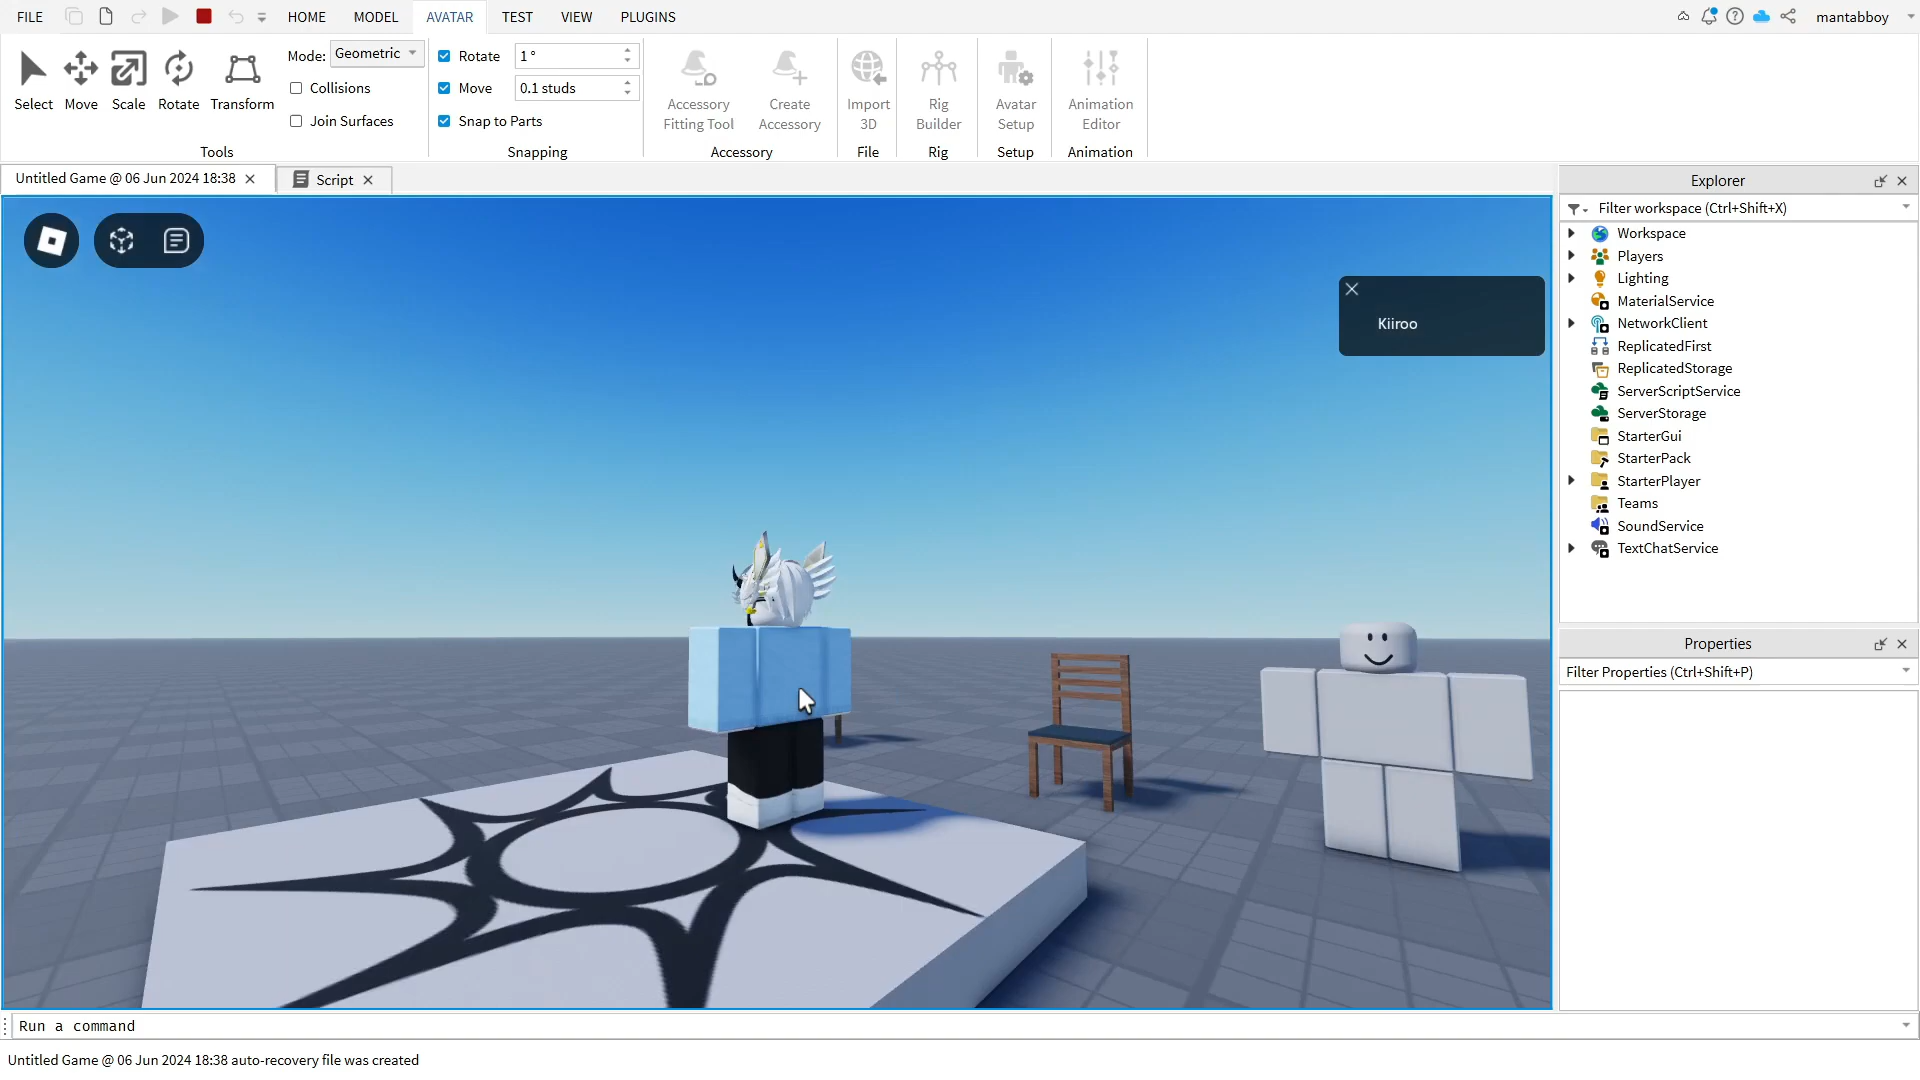 FILE HOME MODEL AVATAR TEST VIEW PLUGINS mantabboy
Mode: Geometric
Rotate 1 °
Collisions
Move 0.1 studs
Join Surfaces
Snap to Parts
Select Move Scale Rotate Transform
Accessory Fitting Tool
Create Accessory
Import 3D
Rig Builder
Avatar Setup
Animation Editor
Tools Snapping Accessory File Rig Setup Animation
Untitled Game @ 06 Jun 2024 18:38
Script
Kiiroo
Explorer
Filter workspace (Ctrl+Shift+X)
Workspace
Players
Lighting
MaterialService
NetworkClient
ReplicatedFirst
ReplicatedStorage
ServerScriptService
ServerStorage
StarterGui
StarterPack
StarterPlayer
Teams
SoundService
TextChatService
Properties
Filter Properties (Ctrl+Shift+P)
Run a command
Untitled Game @ 06 Jun 2024 18:38 auto-recovery file was created